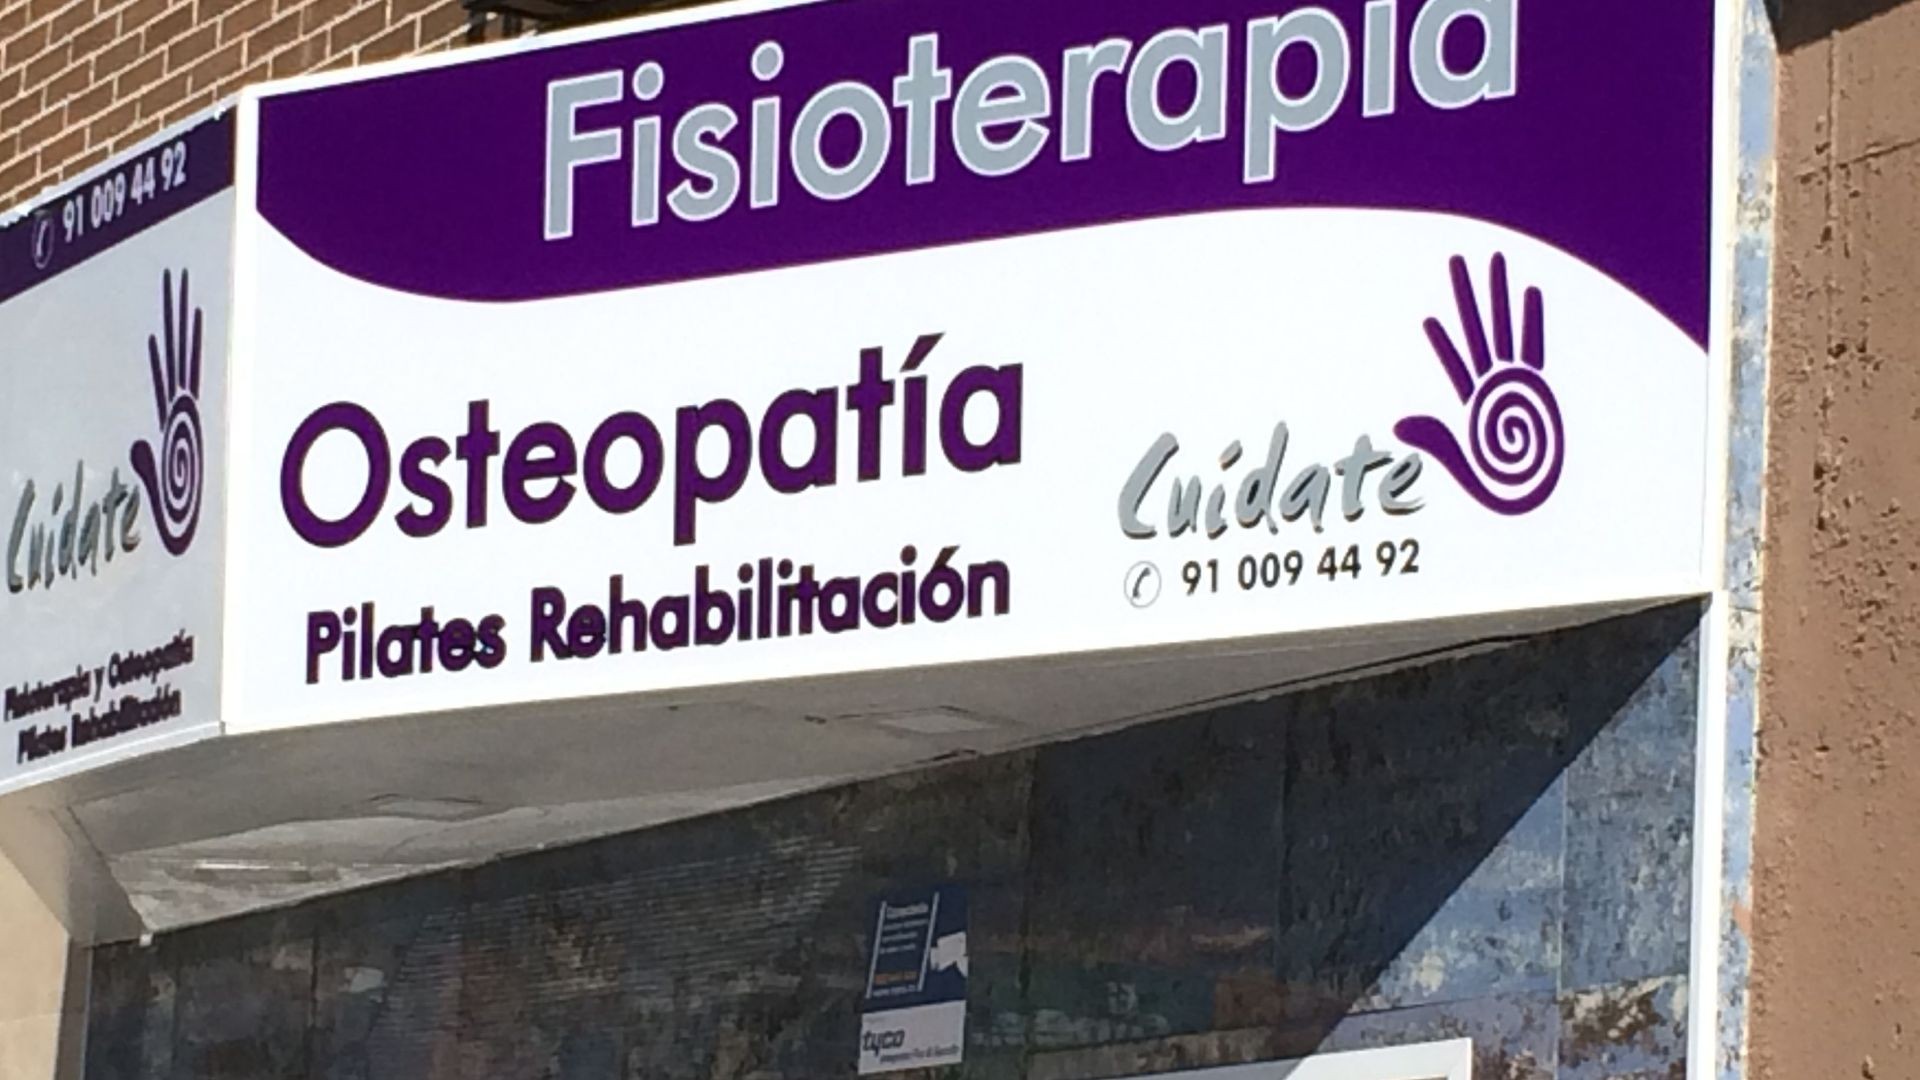 Fisioterapia
Osteopatía
Pilates Rehabilitación
Cuídate
91 009 44 92
91 009 44 92
Cuídate
Fisioterapia y Osteopatía
Pilates Rehabilitación
tyco